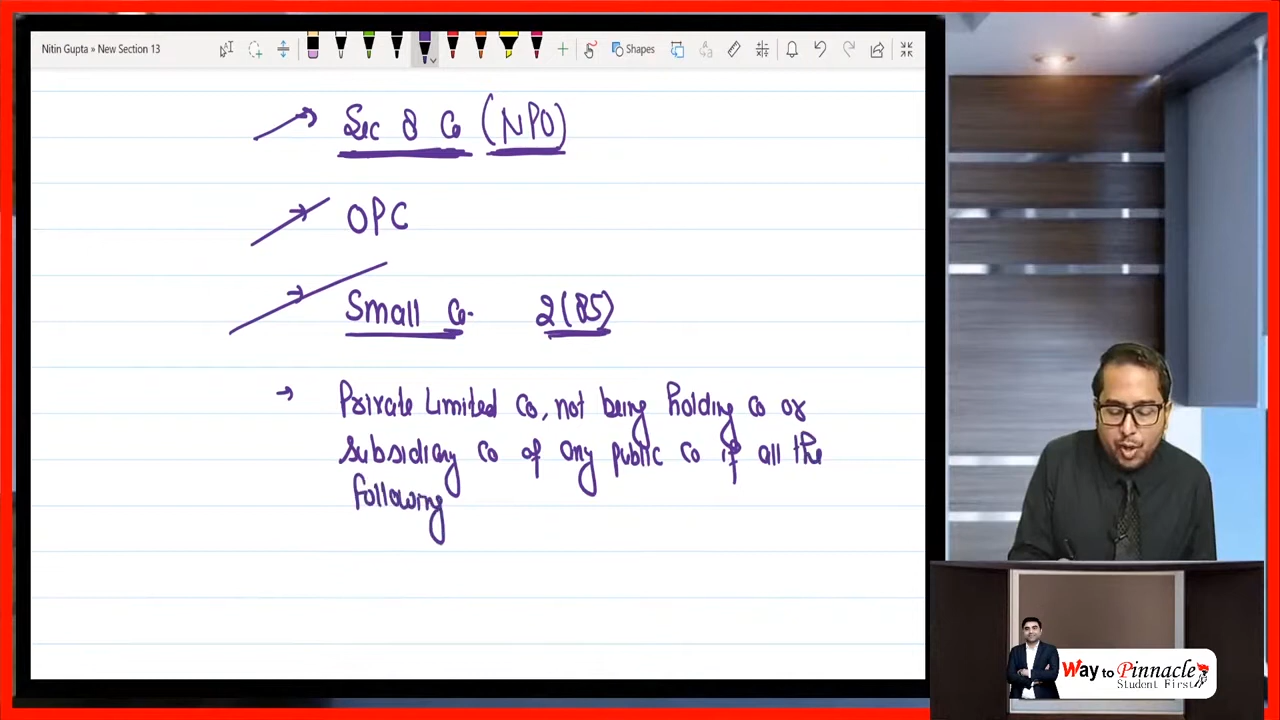 Nitin Gupta » New Section 13
Shapes
Sec 8 Co (NPO)
OPC
Small Co. 2(85)
→ Private Limited Co, not being holding Co or
subsidiary Co of any public Co if all the
following
Way to Pinnacle
Student First